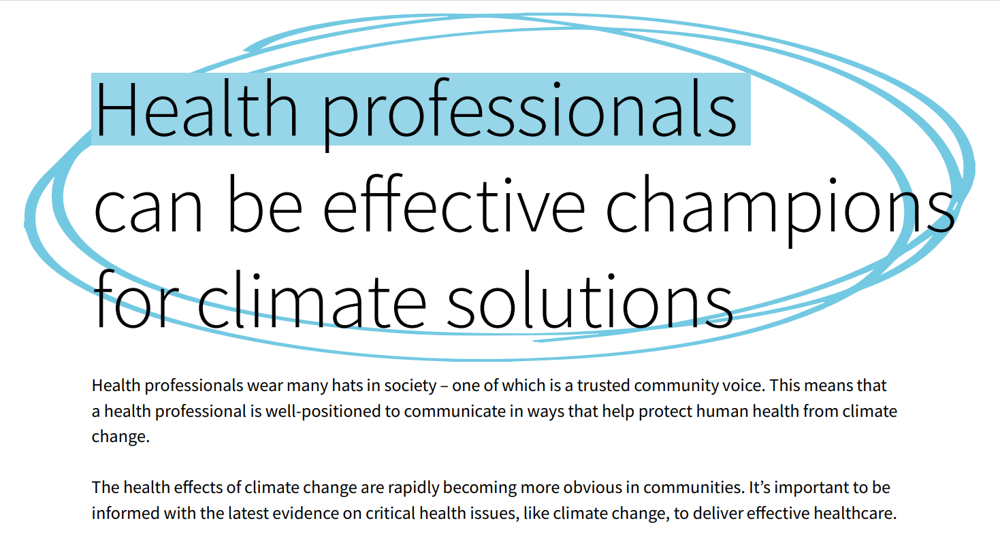 Health professionals
can be effective champions
for climate solutions
Health professionals wear many hats in society – one of which is a trusted community voice. This means that
a health professional is well-positioned to communicate in ways that help protect human health from climate
change.
The health effects of climate change are rapidly becoming more obvious in communities. It’s important to be
informed with the latest evidence on critical health issues, like climate change, to deliver effective healthcare.